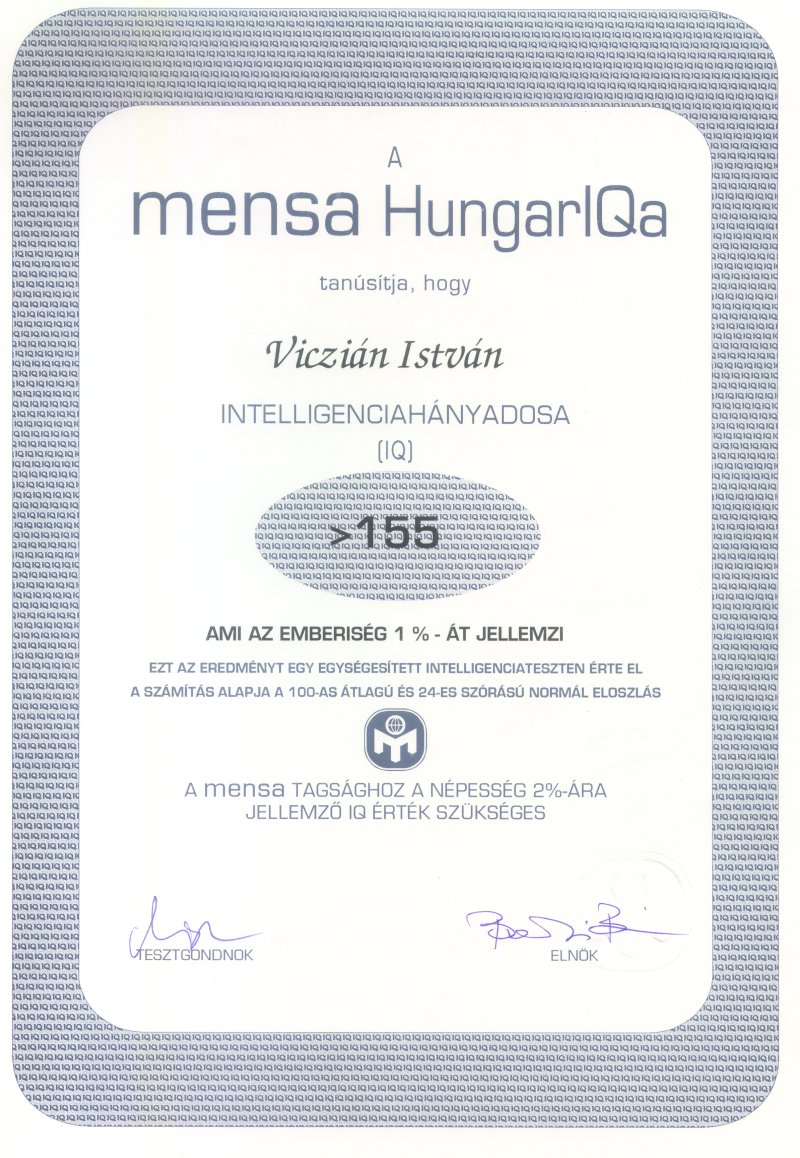 A
mensa HungarIQa
tanúsítja, hogy
Viczián István
INTELLIGENCIAHÁNYADOSA
(IQ)
>155
AMI AZ EMBERISÉG 1 % - ÁT JELLEMZI
EZT AZ EREDMÉNYT EGY EGYSÉGESÍTETT INTELLIGENCIATESZTEN ÉRTE EL
A SZÁMÍTÁS ALAPJA A 100-AS ÁTLAGÚ ÉS 24-ES SZÓRÁSÚ NORMÁL ELOSZLÁS
A mensa TAGSÁGHOZ A NÉPESSÉG 2%-ÁRA
JELLEMZŐ IQ ÉRTÉK SZÜKSÉGES
TESZTGONDNOK
ELNÖK